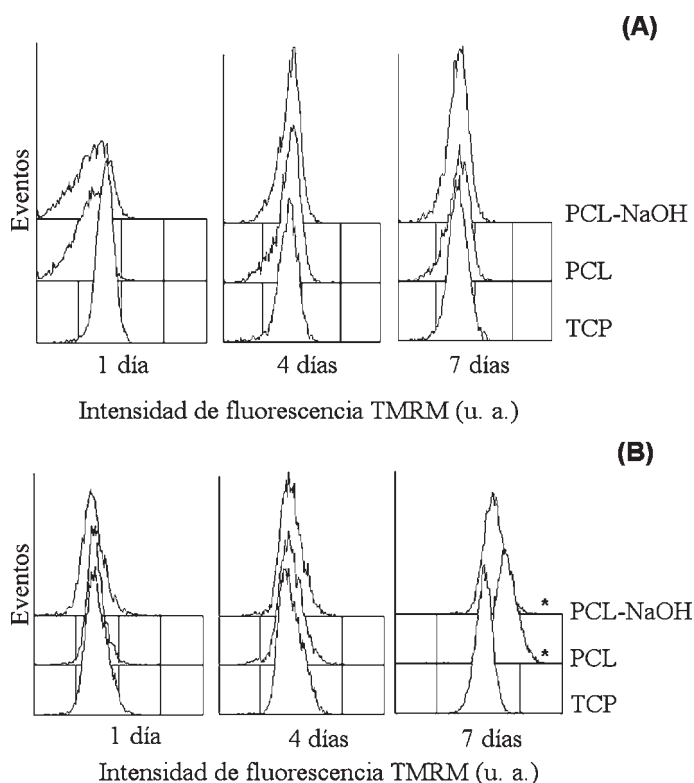 (A)
Eventos
PCL-NaOH
PCL
TCP
1 día
4 días
7 días
Intensidad de fluorescencia TMRM (u. a.)
(B)
Eventos
* PCL-NaOH
* PCL
TCP
1 día
4 días
7 días
Intensidad de fluorescencia TMRM (u. a.)